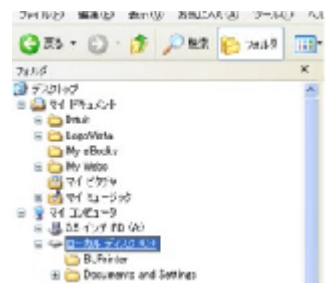 ファイル(F) 編集(E) 表示(V) お気に入り(A) ツール(T)
戻る 検索 フォルダ
フォルダ ×
デスクトップ
マイ ドキュメント
LogoVista
My eBooks
My Webs
マイ ピクチャ
マイ ミュージック
マイ コンピュータ
3.5 インチ FD (A:)
ローカル ディスク
BLPrinter
Documents and Settings